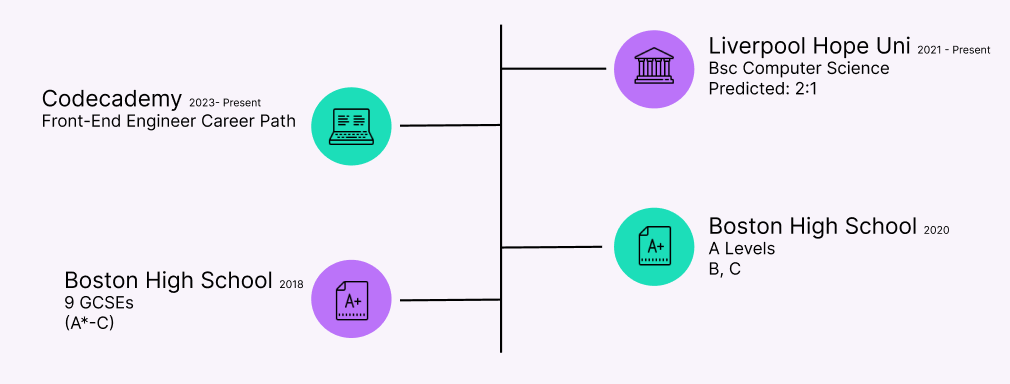 Liverpool Hope Uni 2021 - Present
Bsc Computer Science
Predicted: 2:1
Codecademy 2023- Present
Front-End Engineer Career Path
Boston High School 2020
A Levels
B, C
A+
Boston High School 2018
9 GCSEs
(A*-C)
A+